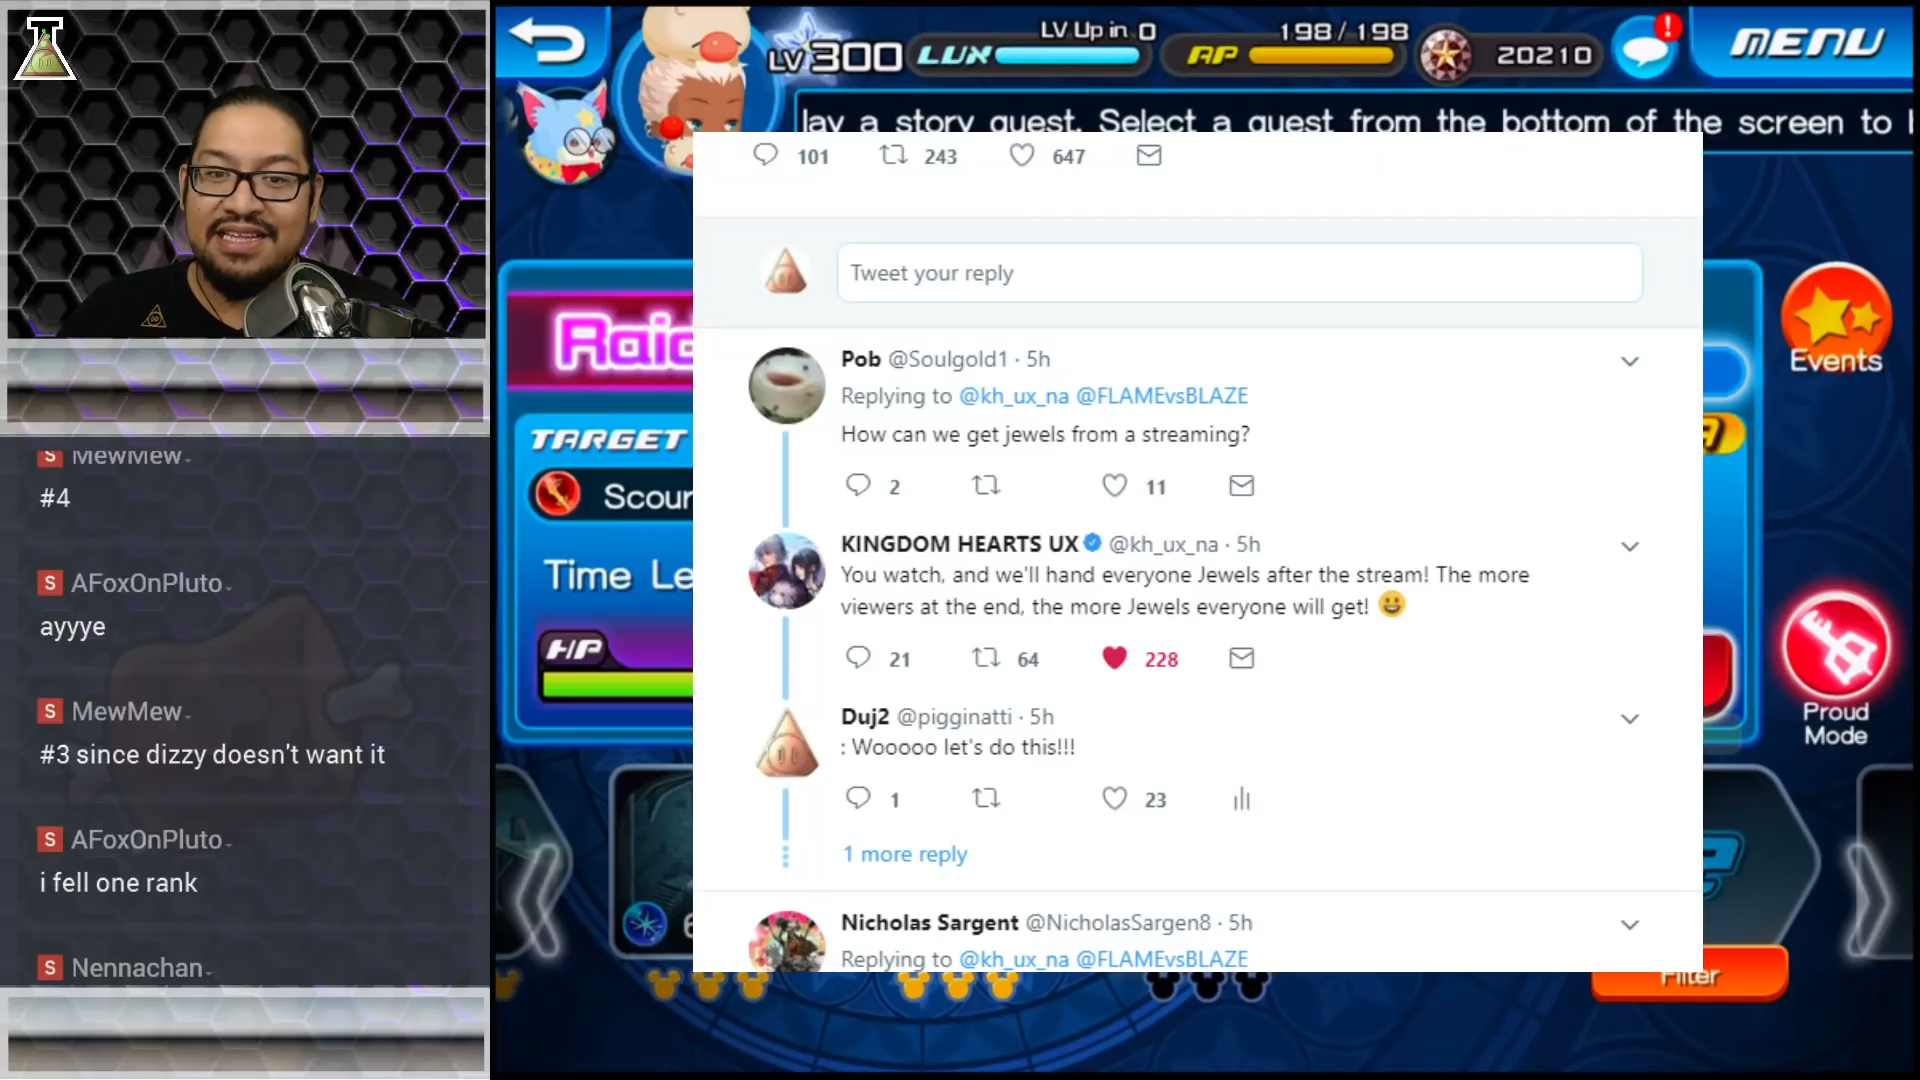 LV Up in 0
198 / 198
LV 300
LUX
AP
20210
MENU
lay a story quest. Select a quest from the bottom of the screen to
101 243 647
Tweet your reply
Raid
Pob @Soulgold1 · 5h
Replying to @kh_ux_na @FLAMEvsBLAZE
How can we get jewels from a streaming?
2 11
KINGDOM HEARTS UX @kh_ux_na · 5h
You watch, and we'll hand everyone Jewels after the stream! The more
viewers at the end, the more Jewels everyone will get! 😀
21 64 228
Duj2 @pigginatti · 5h
: Wooooo let's do this!!!
1 23
1 more reply
Nicholas Sargent @NicholasSargen8 · 5h
Replying to @kh_ux_na @FLAMEvsBLAZE
TARGET
Scour
Time Le
HP
6
Events
Proud
Mode
Filter
S MewMew
#4
S AFoxOnPluto
ayyye
S MewMew
#3 since dizzy doesn't want it
S AFoxOnPluto
i fell one rank
S Nennachan